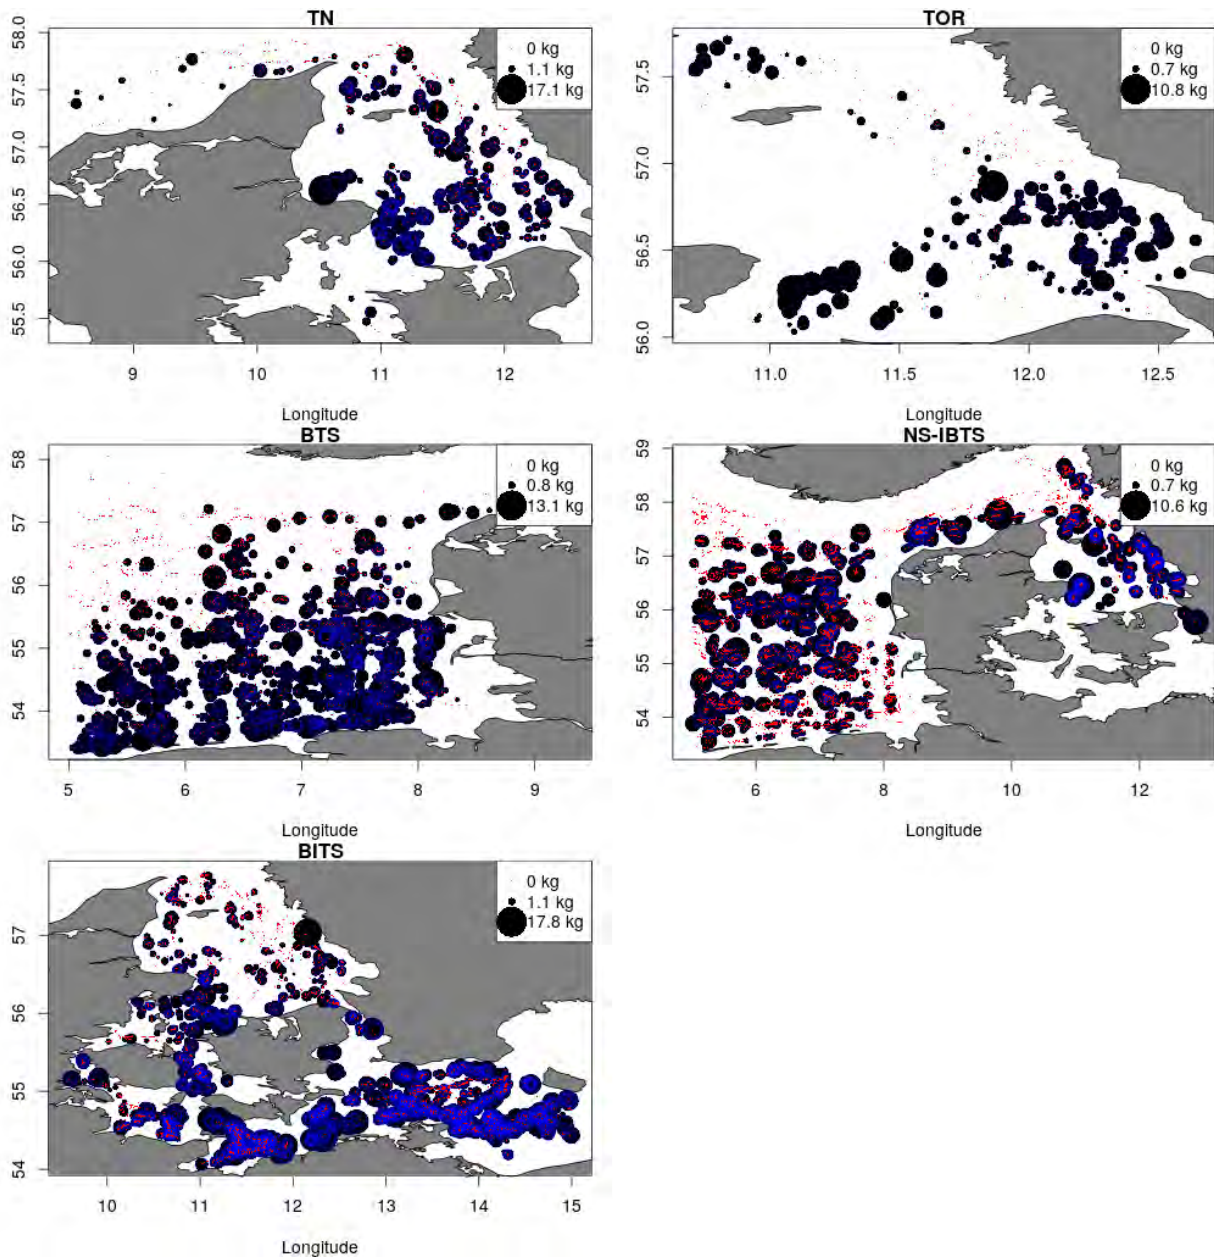 TN
58.0
57.5
57.0
56.5
56.0
55.5
0 kg
1.1 kg
17.1 kg
9
10
11
12
Longitude
TOR
57.5
57.0
56.5
56.0
0 kg
0.7 kg
10.8 kg
11.0
11.5
12.0
12.5
Longitude
BTS
58
57
56
55
54
0 kg
0.8 kg
13.1 kg
5
6
7
8
9
Longitude
NS-IBTS
59
58
57
56
55
54
0 kg
0.7 kg
10.6 kg
6
8
10
12
Longitude
BITS
57
56
55
54
0 kg
1.1 kg
17.8 kg
10
11
12
13
14
15
Longitude